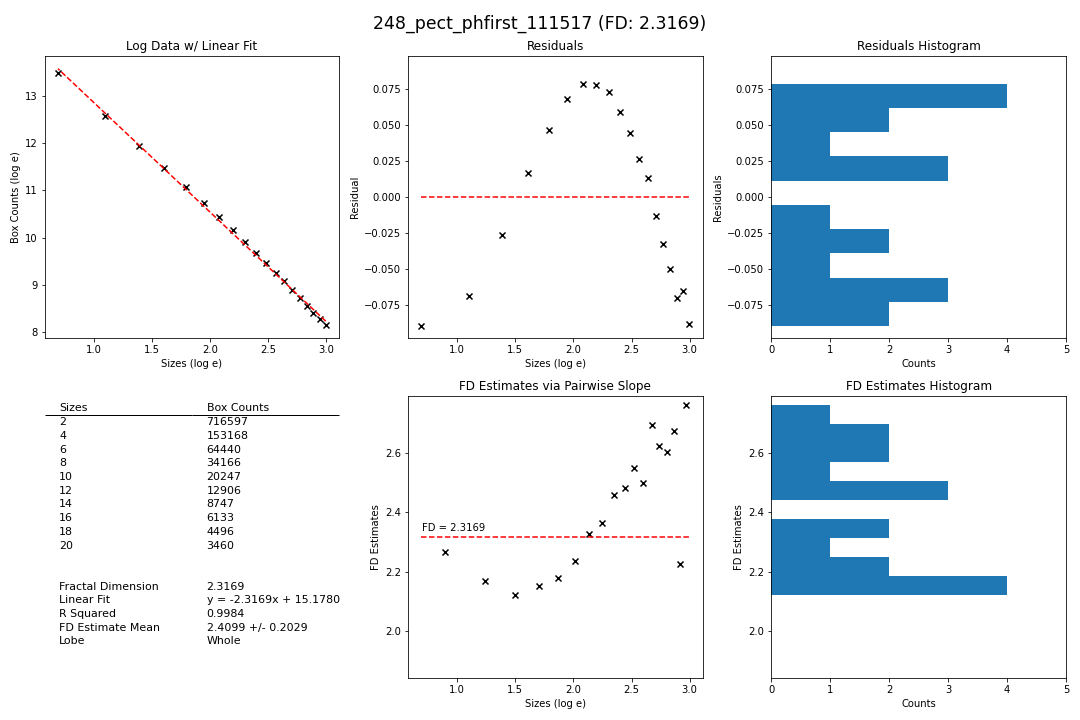 248_pect_phfirst_111517 (FD: 2.3169)
Log Data w/ Linear Fit
Box Counts (log e)
13
12
11
10
9
8
1.0 1.5 2.0 2.5 3.0
Sizes (log e)
Residuals
Residual
0.075
0.050
0.025
0.000
−0.025
−0.050
−0.075
1.0 1.5 2.0 2.5 3.0
Sizes (log e)
Residuals Histogram
Residuals
0.075
0.050
0.025
0.000
−0.025
−0.050
−0.075
0 1 2 3 4 5
Counts
Sizes Box Counts
2 716597
4 153168
6 64440
8 34166
10 20247
12 12906
14 8747
16 6133
18 4496
20 3460
Fractal Dimension 2.3169
Linear Fit y = -2.3169x + 15.1780
R Squared 0.9984
FD Estimate Mean 2.4099 +/- 0.2029
Lobe Whole
FD Estimates via Pairwise Slope
FD Estimates
2.6
2.4
2.2
2.0
FD = 2.3169
1.0 1.5 2.0 2.5 3.0
Sizes (log e)
FD Estimates Histogram
FD Estimates
2.6
2.4
2.2
2.0
0 1 2 3 4 5
Counts